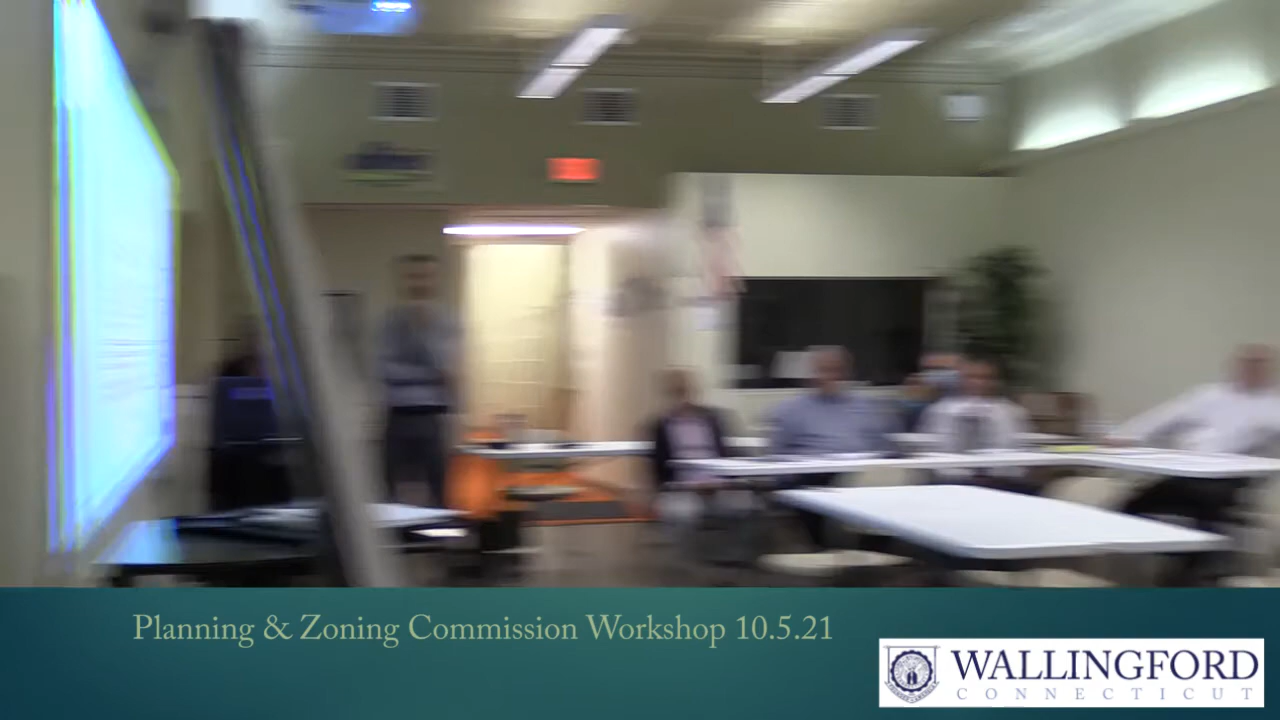 Planning & Zoning Commission Workshop 10.5.21
WALLINGFORD
CONNECTICUT